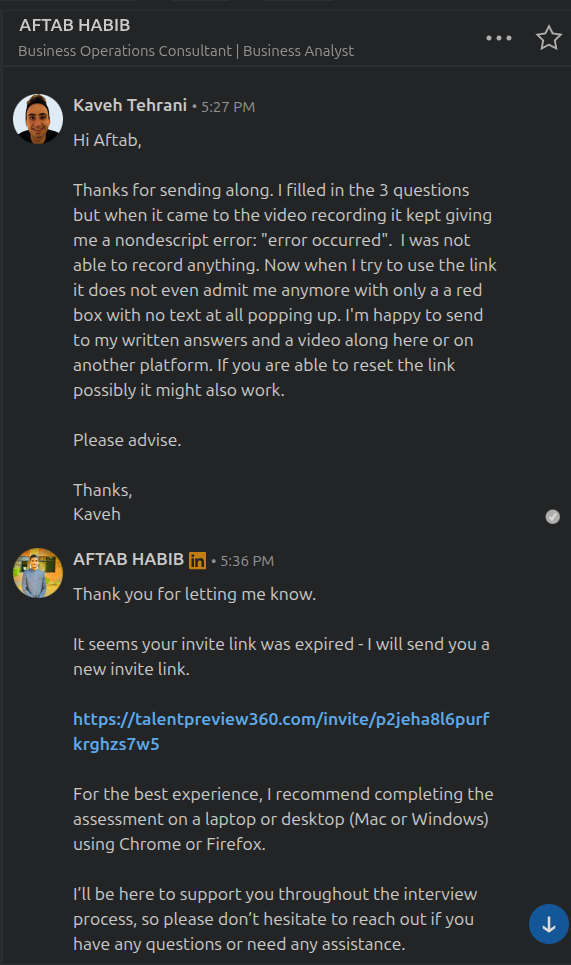 AFTAB HABIB
Business Operations Consultant | Business Analyst
Kaveh Tehrani • 5:27 PM
Hi Aftab,
Thanks for sending along. I filled in the 3 questions
but when it came to the video recording it kept giving
me a nondescript error: "error occurred".  I was not
able to record anything. Now when I try to use the link
it does not even admit me anymore with only a a red
box with no text at all popping up. I'm happy to send
to my written answers and a video along here or on
another platform. If you are able to reset the link
possibly it might also work.
Please advise.
Thanks,
Kaveh
AFTAB HABIB in • 5:36 PM
Thank you for letting me know.
It seems your invite link was expired - I will send you a
new invite link.
https://talentpreview360.com/invite/p2jeha8l6purf
krghzs7w5
For the best experience, I recommend completing the
assessment on a laptop or desktop (Mac or Windows)
using Chrome or Firefox.
I’ll be here to support you throughout the interview
process, so please don’t hesitate to reach out if you
have any questions or need any assistance.